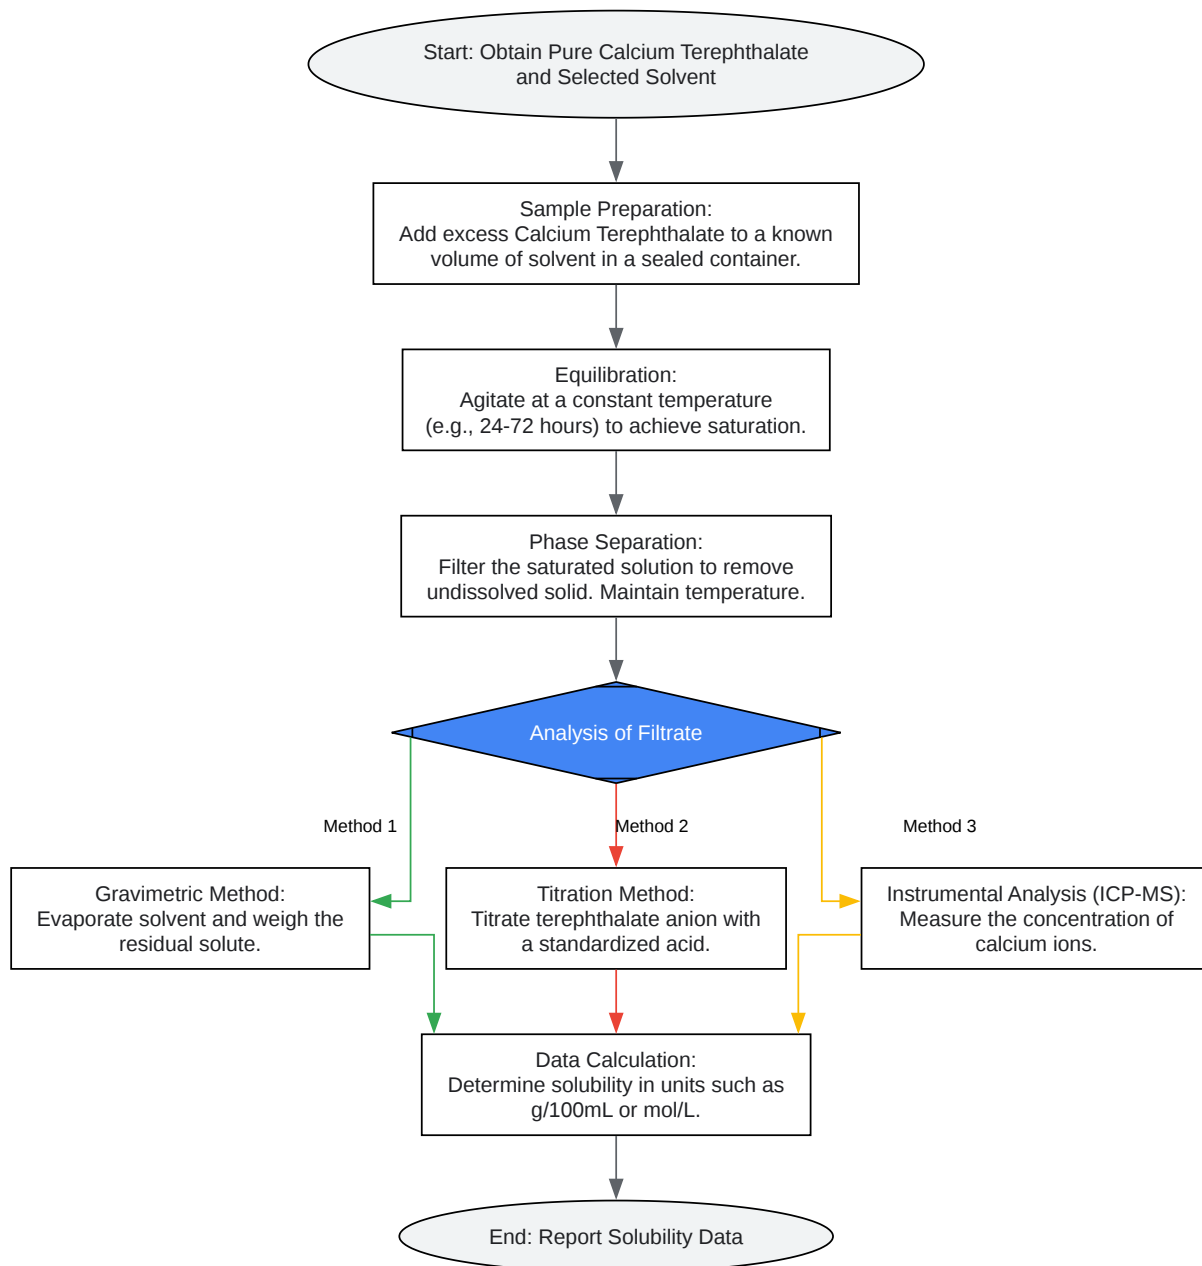 Start: Obtain Pure Calcium Terephthalate
and Selected Solvent
Sample Preparation:
Add excess Calcium Terephthalate to a known
volume of solvent in a sealed container.
Equilibration:
Agitate at a constant temperature
(e.g., 24-72 hours) to achieve saturation.
Phase Separation:
Filter the saturated solution to remove
undissolved solid. Maintain temperature.
Analysis of Filtrate
Method 1
Method 2
Method 3
Gravimetric Method:
Evaporate solvent and weigh the
residual solute.
Titration Method:
Titrate terephthalate anion with
a standardized acid.
Instrumental Analysis (ICP-MS):
Measure the concentration of
calcium ions.
Data Calculation:
Determine solubility in units such as
g/100mL or mol/L.
End: Report Solubility Data